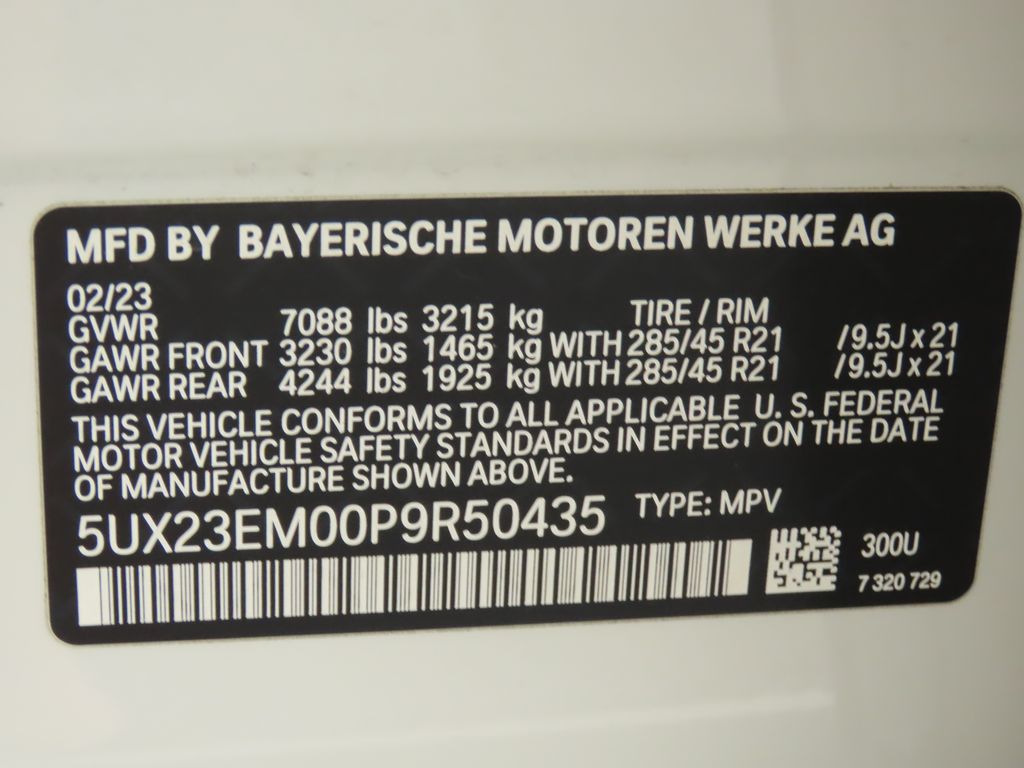 MFD BY BAYERISCHE MOTOREN WERKE AG
02/23 TIRE / RIM
GVWR 7088 lbs 3215 kg
GAWR FRONT 3230 lbs 1465 kg WITH 285/45 R21 /9.5J x 21
GAWR REAR 4244 lbs 1925 kg WITH 285/45 R21 /9.5J x 21
THIS VEHICLE CONFORMS TO ALL APPLICABLE U. S. FEDERAL
MOTOR VEHICLE SAFETY STANDARDS IN EFFECT ON THE DATE
OF MANUFACTURE SHOWN ABOVE.
5UX23EM00P9R50435 TYPE: MPV
300U
7 320 729